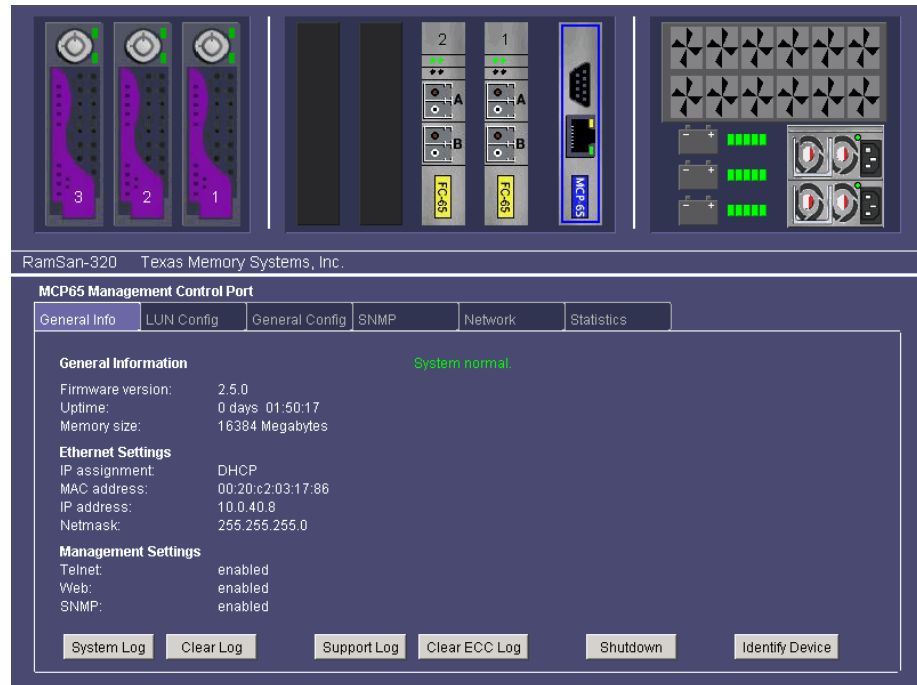 3 2 1
2 1
A A
B B
FC-65 FC-65 MCP-65
- +
- +
- +
RamSan-320 Texas Memory Systems, Inc.
MCP65 Management Control Port
General Info LUN Config General Config SNMP Network Statistics
General Information System normal.
Firmware version: 2.5.0
Uptime: 0 days 01:50:17
Memory size: 16384 Megabytes
Ethernet Settings
IP assignment: DHCP
MAC address: 00:20:c2:03:17:86
IP address: 10.0.40.8
Netmask: 255.255.255.0
Management Settings
Telnet: enabled
Web: enabled
SNMP: enabled
System Log Clear Log Support Log Clear ECC Log Shutdown Identify Device